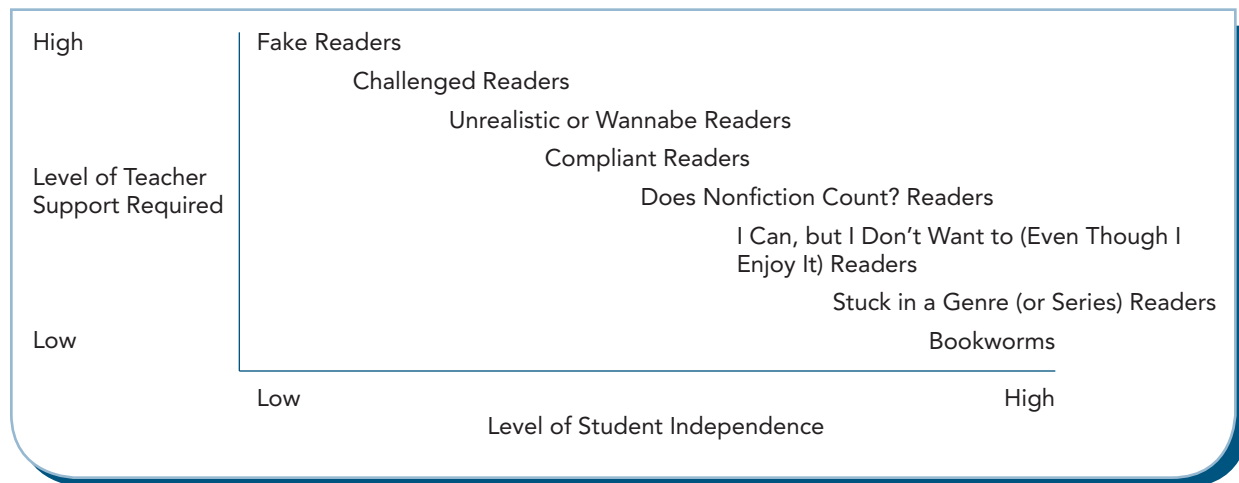 High
Fake Readers
Challenged Readers
Unrealistic or Wannabe Readers
Compliant Readers
Level of Teacher
Support Required
Does Nonfiction Count? Readers
I Can, but I Don’t Want to (Even Though I
Enjoy It) Readers
Stuck in a Genre (or Series) Readers
Low
Bookworms
Low
High
Level of Student Independence